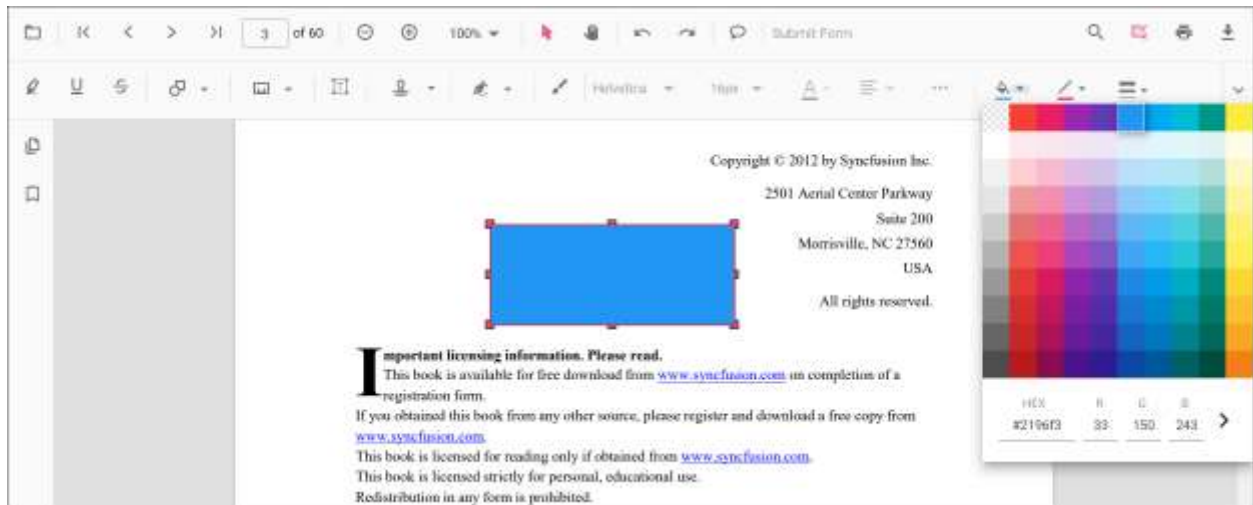 3 of 60 100% Submit Form
Helvetica 16px A
Copyright © 2012 by Syncfusion Inc.
2501 Aerial Center Parkway
Suite 200
Morrisville, NC 27560
USA
All rights reserved.
Important licensing information. Please read.
This book is available for free download from www.syncfusion.com on completion of a
registration form.
If you obtained this book from any other source, please register and download a free copy from
www.syncfusion.com.
This book is licensed for reading only if obtained from www.syncfusion.com.
This book is licensed strictly for personal, educational use.
Redistribution in any form is prohibited.
HEX R G B
#2196f3 33 150 243